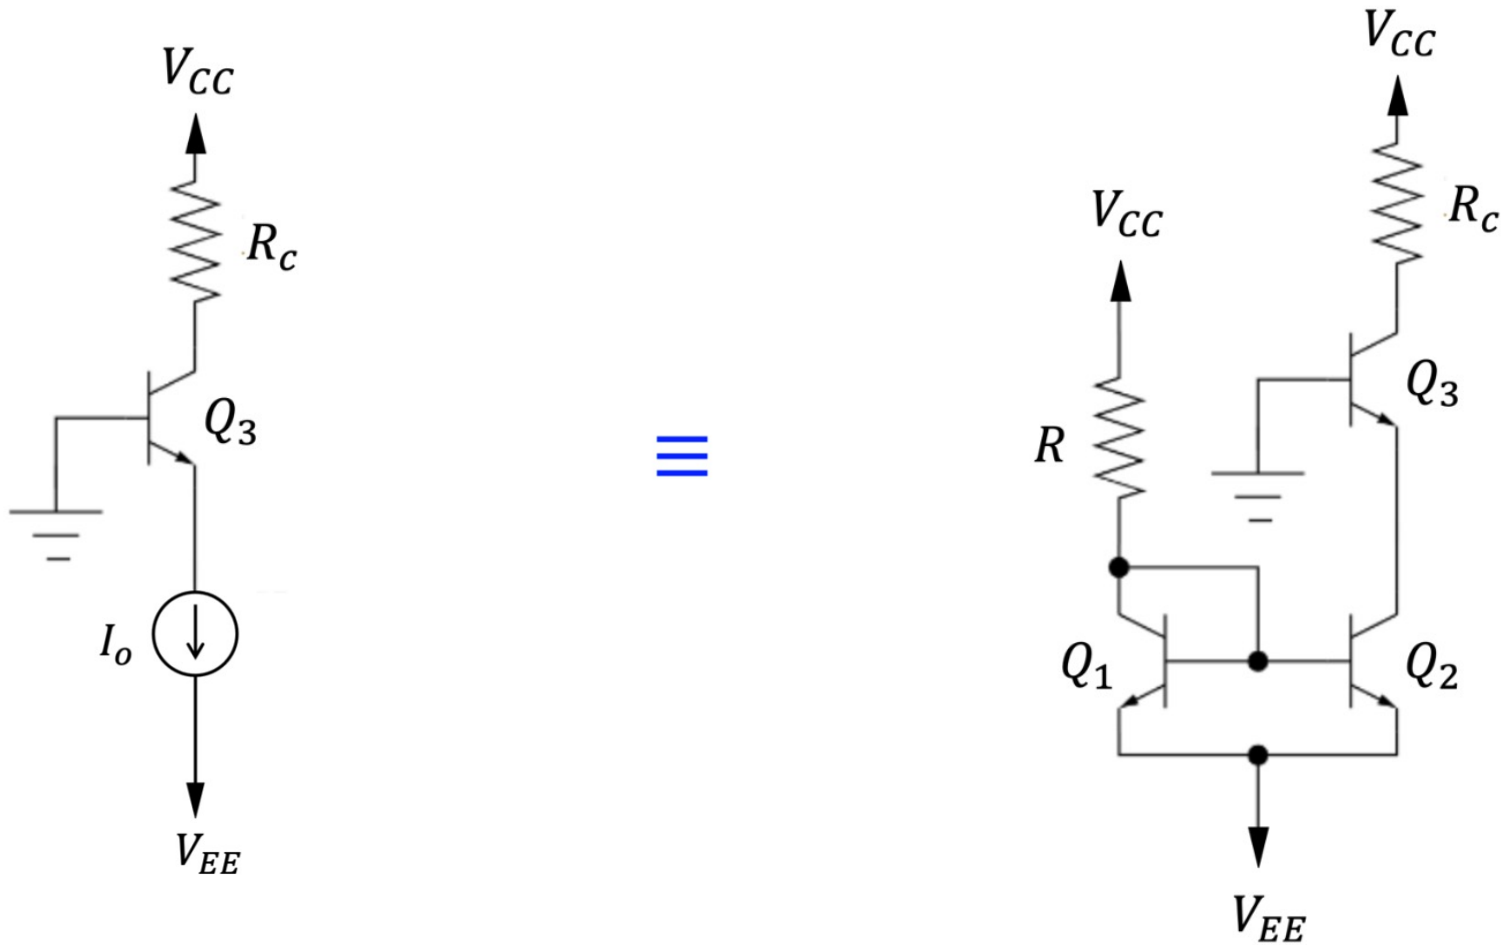 V_CC
R_c
Q_3
I_o
V_EE
≡
V_CC
R_c
V_CC
Q_3
R
Q_1
Q_2
V_EE